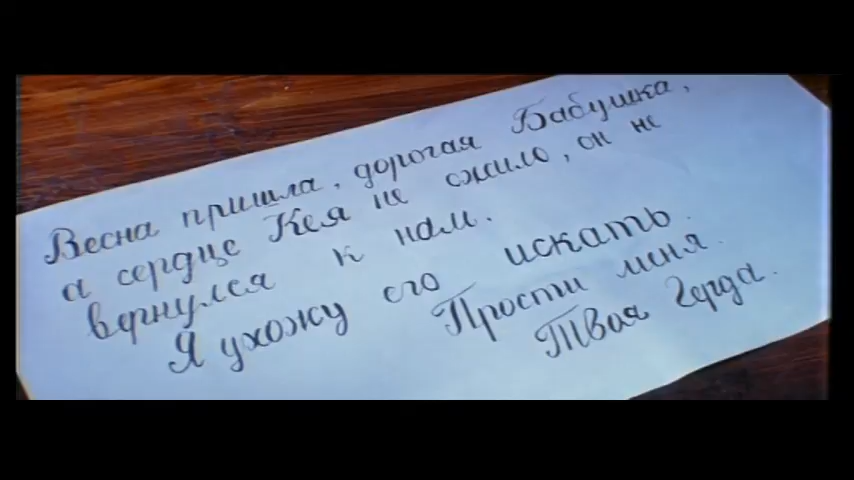 Весна пришла, дорогая Бабушка,
а сердце Кея не ожило, он не
вернулся к нам.
Я ухожу его искать.
Прости меня.
Твоя Герда.